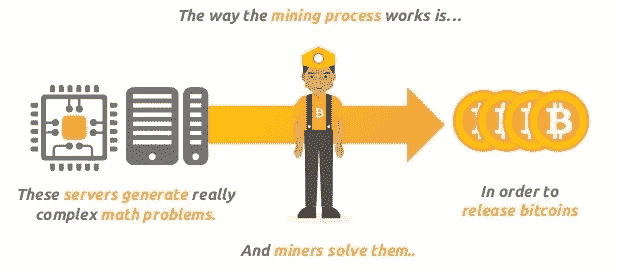 The way the mining process works is...
These servers generate really
complex math problems.
And miners solve them..
In order to
release bitcoins